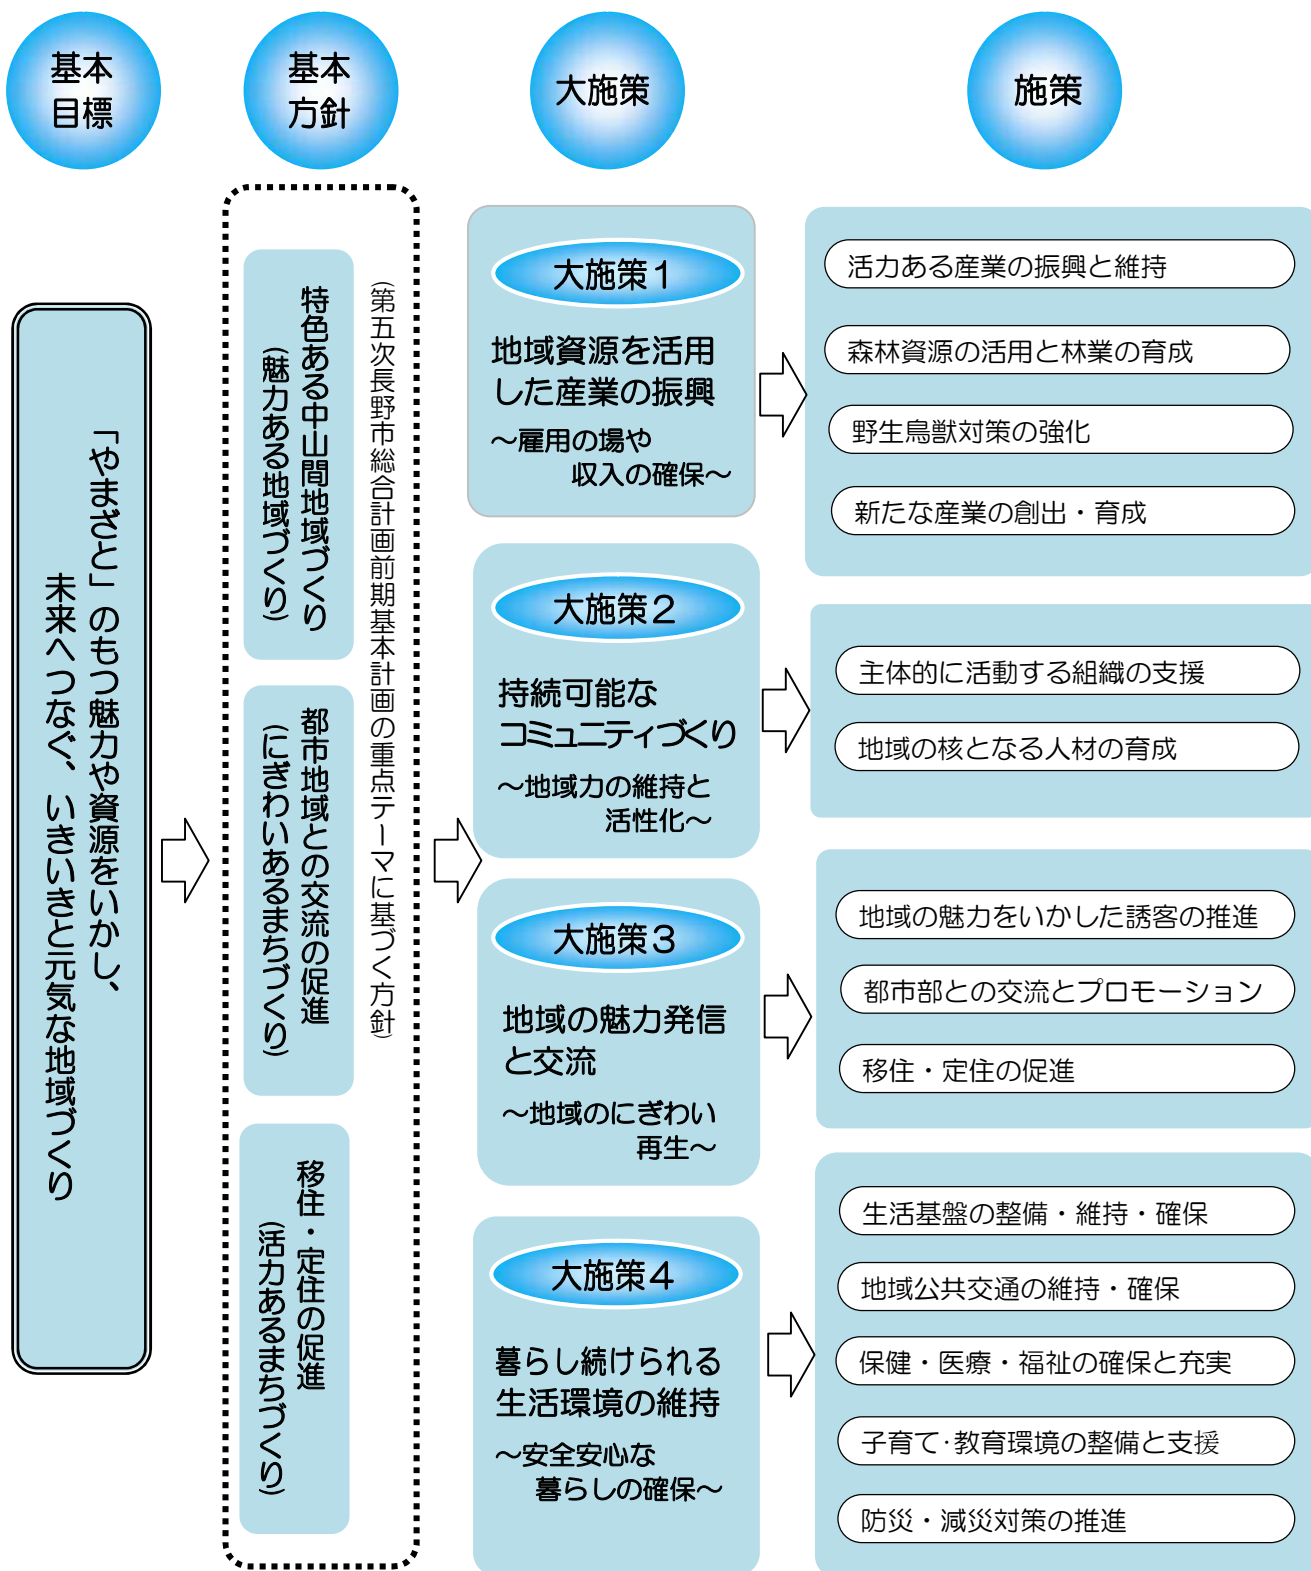 基本
目標
基本
方針
大施策
施策
「やまざと」のもつ魅力や資源をいかし、
未来へつなぐ、いきいきと元気な地域づくり
(第五次長野市総合計画前期基本計画の重点テーマに基づく方針)
特色ある中山間地域づくり
(魅力ある地域づくり)
都市地域との交流の促進
(にぎわいあるまちづくり)
移住・定住の促進
(活力あるまちづくり)
大施策1
地域資源を活用
した産業の振興
～雇用の場や
収入の確保～
活力ある産業の振興と維持
森林資源の活用と林業の育成
野生鳥獣対策の強化
新たな産業の創出・育成
大施策2
持続可能な
コミュニティづくり
～地域力の維持と
活性化～
主体的に活動する組織の支援
地域の核となる人材の育成
大施策3
地域の魅力発信
と交流
～地域のにぎわい
再生～
地域の魅力をいかした誘客の推進
都市部との交流とプロモーション
移住・定住の促進
大施策4
暮らし続けられる
生活環境の維持
～安全安心な
暮らしの確保～
生活基盤の整備・維持・確保
地域公共交通の維持・確保
保健・医療・福祉の確保と充実
子育て・教育環境の整備と支援
防災・減災対策の推進